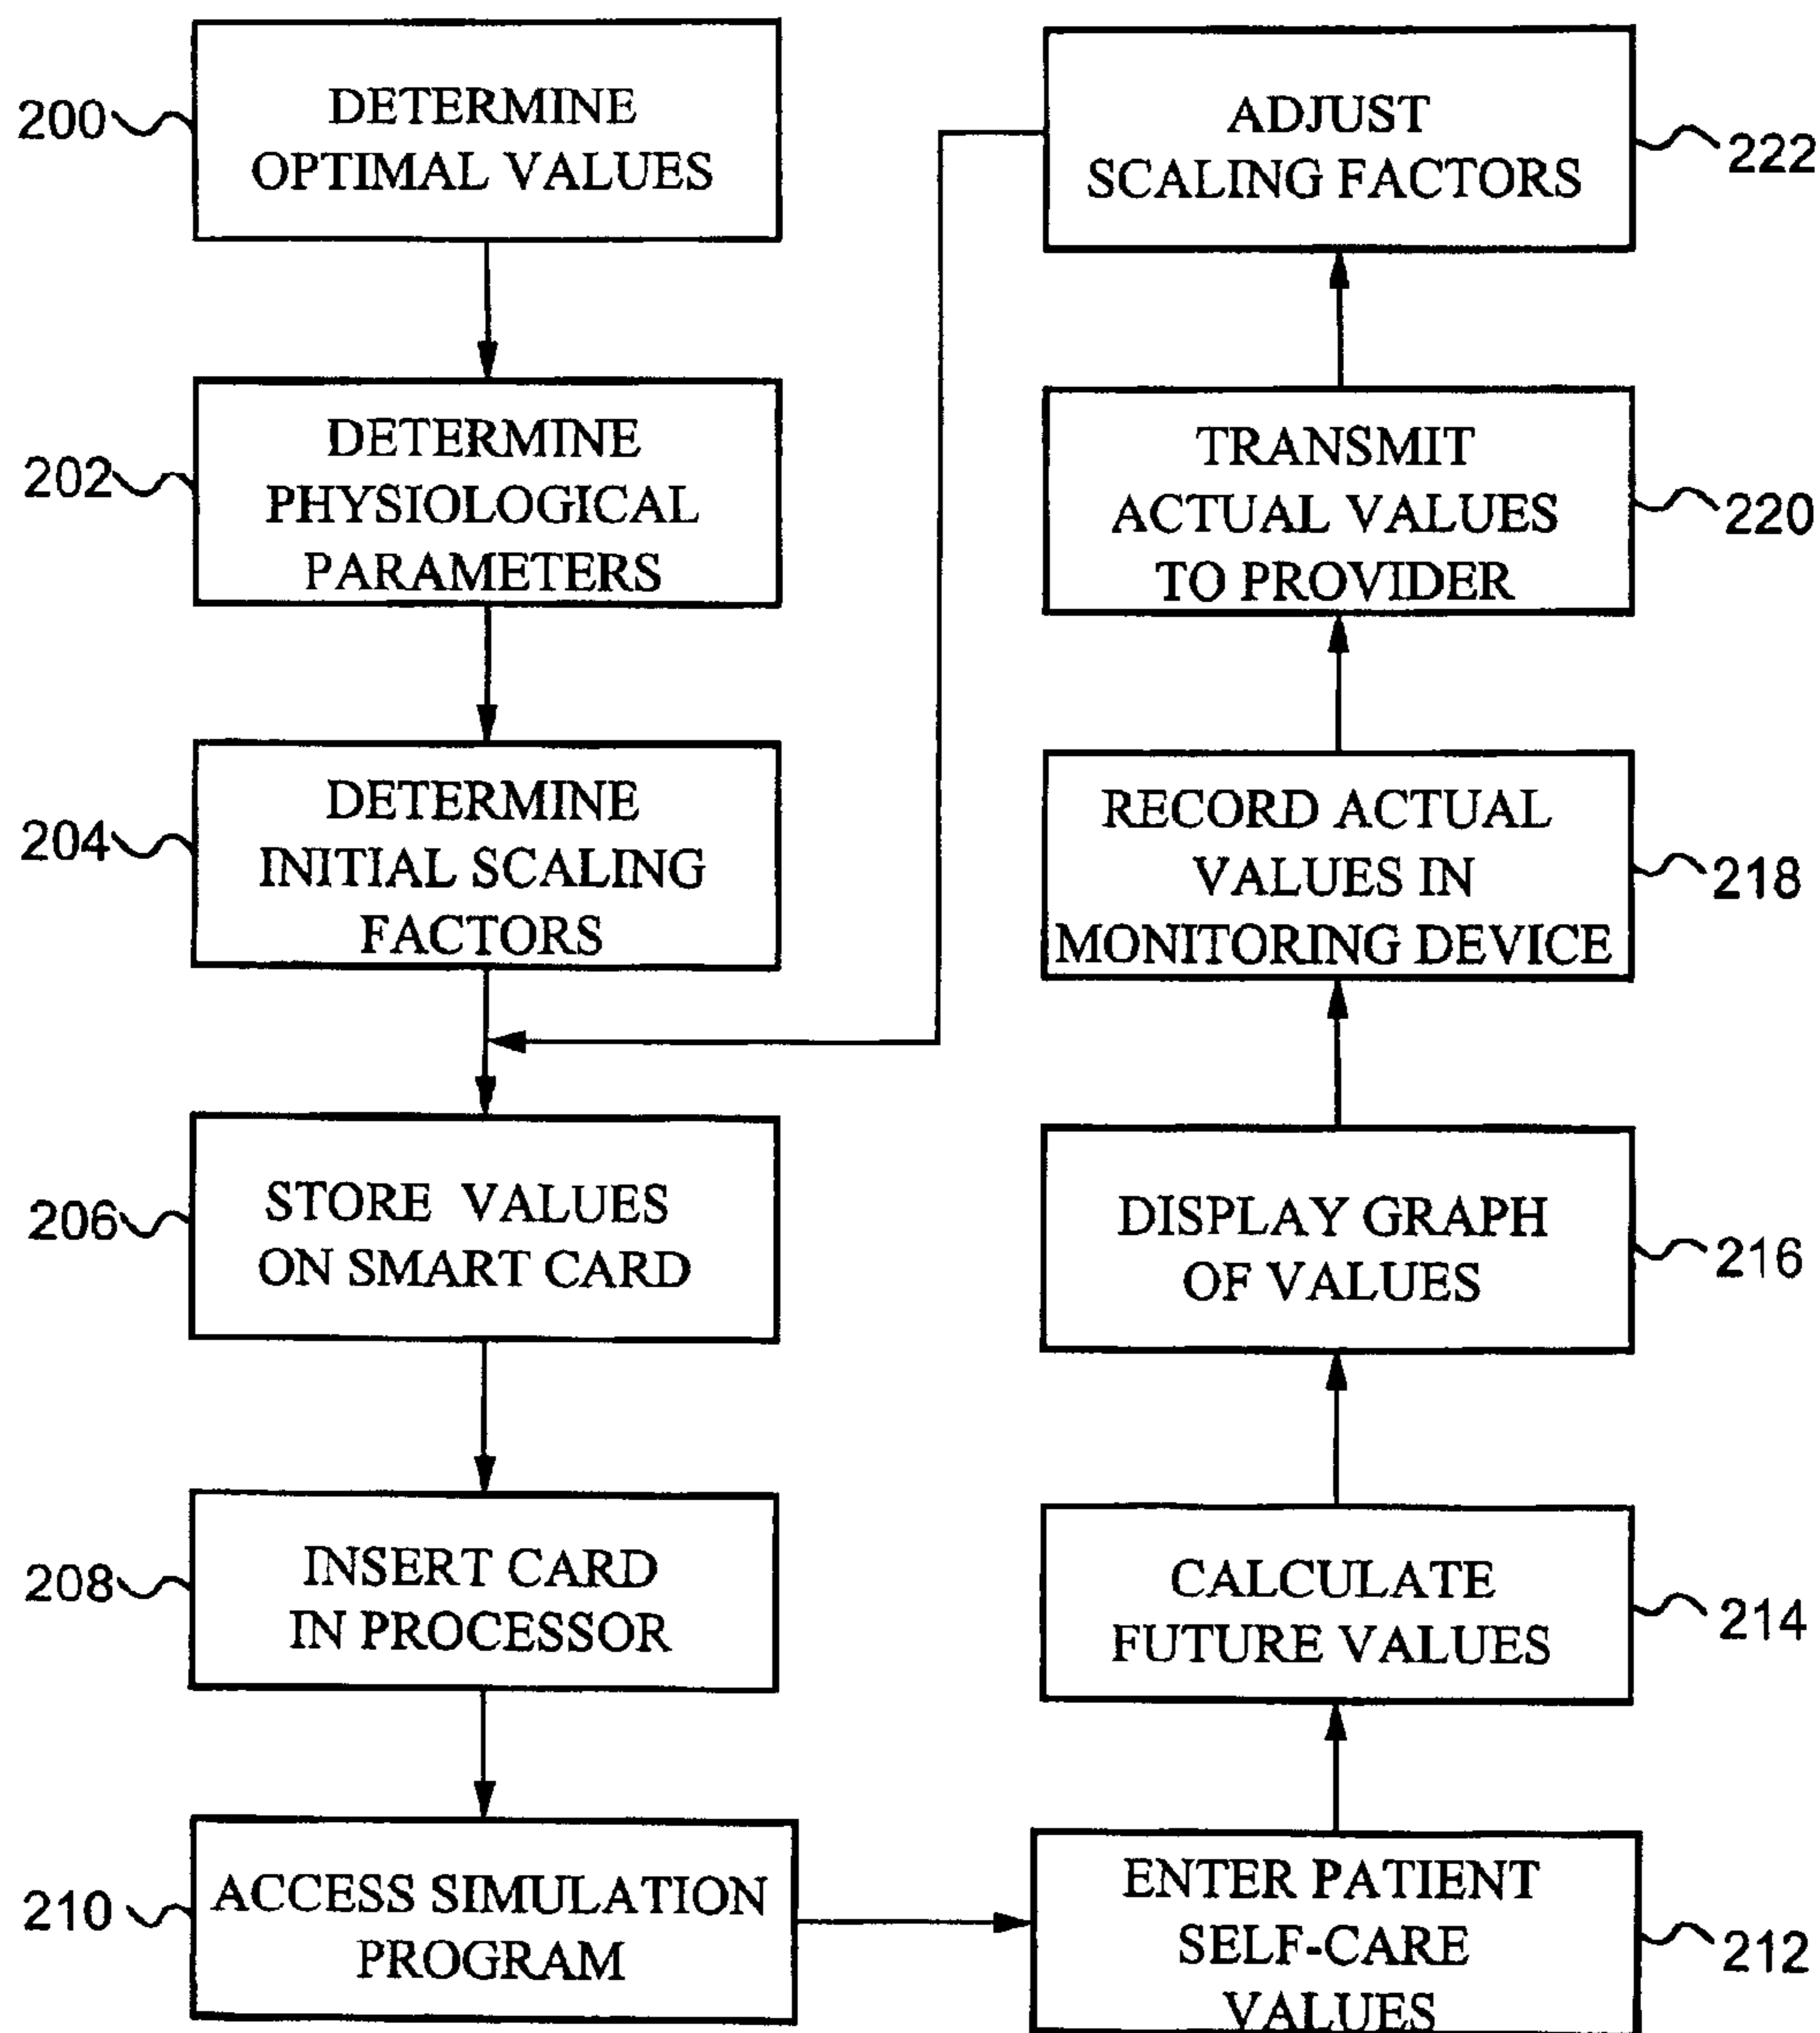 200
DETERMINE
OPTIMAL VALUES
202
DETERMINE
PHYSIOLOGICAL
PARAMETERS
204
DETERMINE
INITIAL SCALING
FACTORS
206
STORE VALUES
ON SMART CARD
208
INSERT CARD
IN PROCESSOR
210
ACCESS SIMULATION
PROGRAM
ENTER PATIENT
SELF-CARE
VALUES
212
CALCULATE
FUTURE VALUES
214
DISPLAY GRAPH
OF VALUES
216
RECORD ACTUAL
VALUES IN
MONITORING DEVICE
218
TRANSMIT
ACTUAL VALUES
TO PROVIDER
220
ADJUST
SCALING FACTORS
222